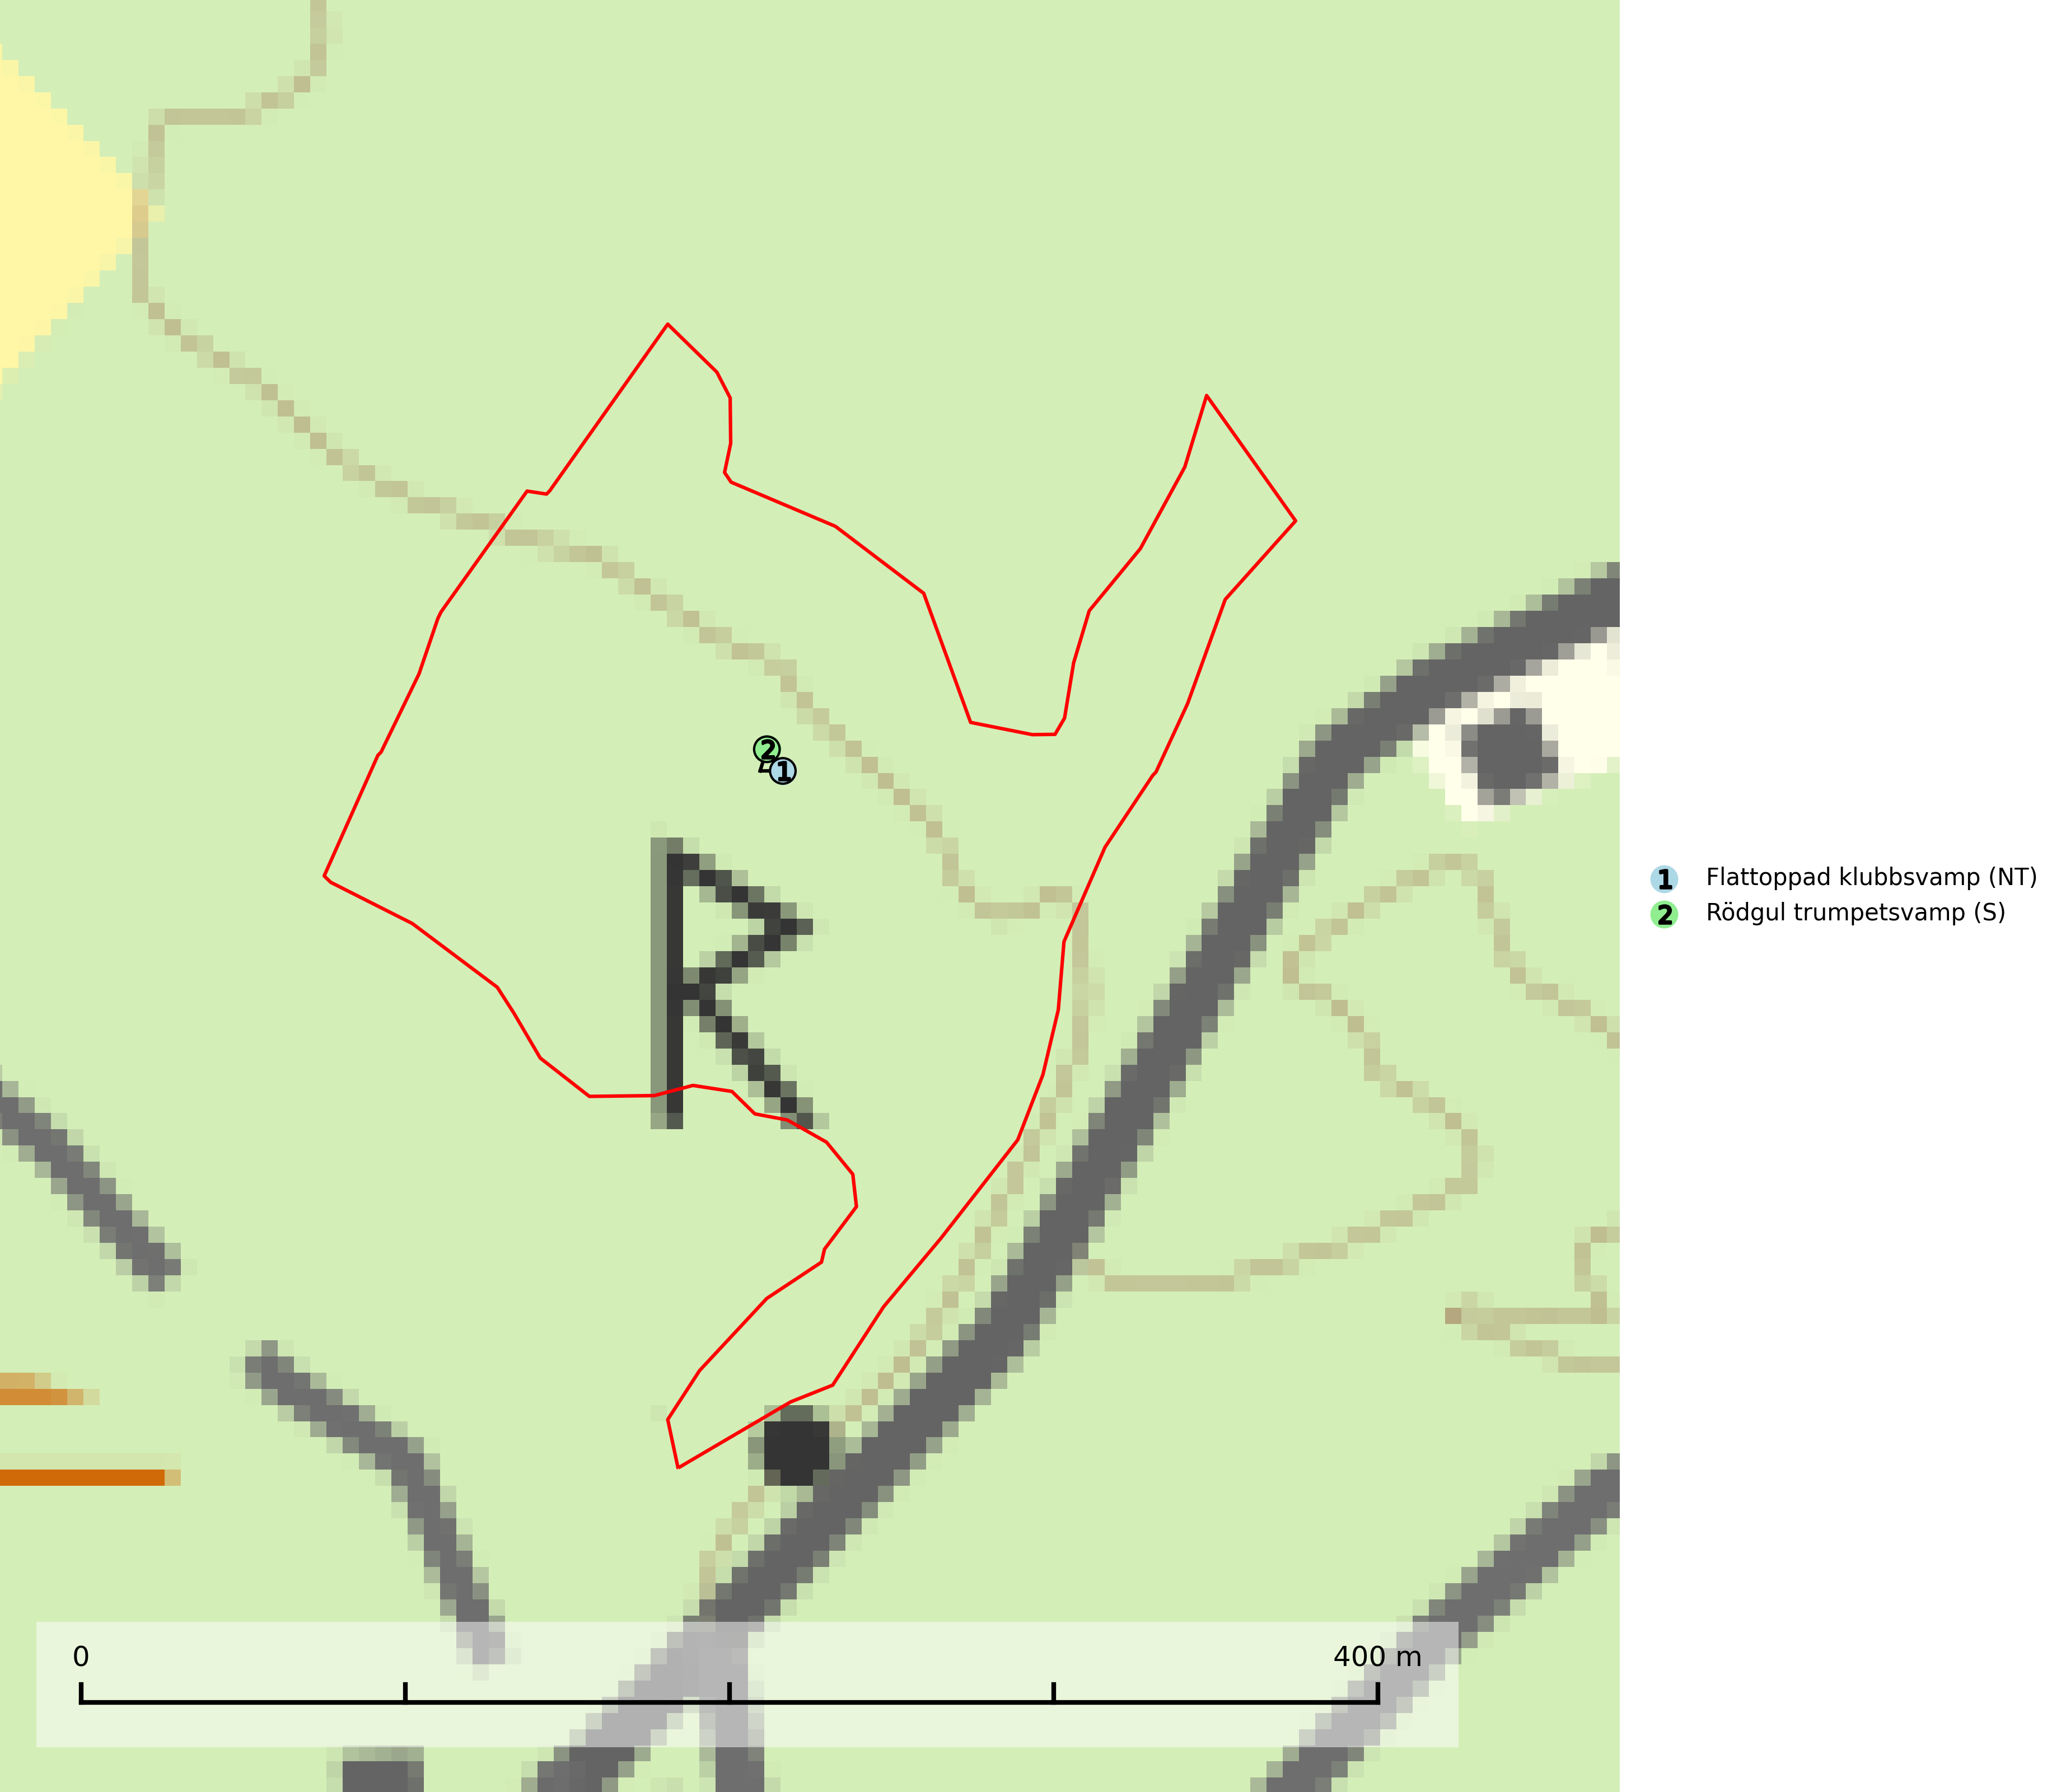 2
1
R
1 Flattoppad klubbsvamp (NT)
2 Rödgul trumpetsvamp (S)
0 400 m